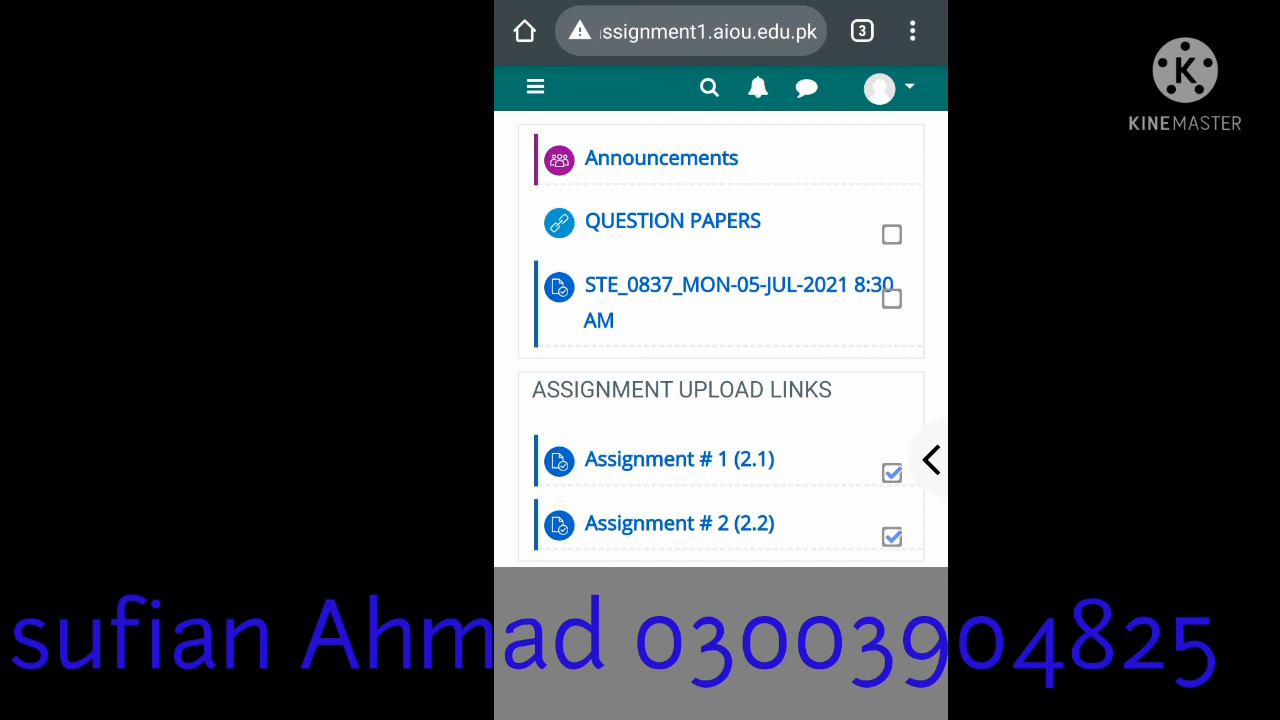 ssignment1.aiou.edu.pk
3
K
KINEMASTER
Announcements
QUESTION PAPERS
STE_0837_MON-05-JUL-2021 8:30
AM
ASSIGNMENT UPLOAD LINKS
Assignment # 1 (2.1)
Assignment # 2 (2.2)
sufian Ahmad 03003904825